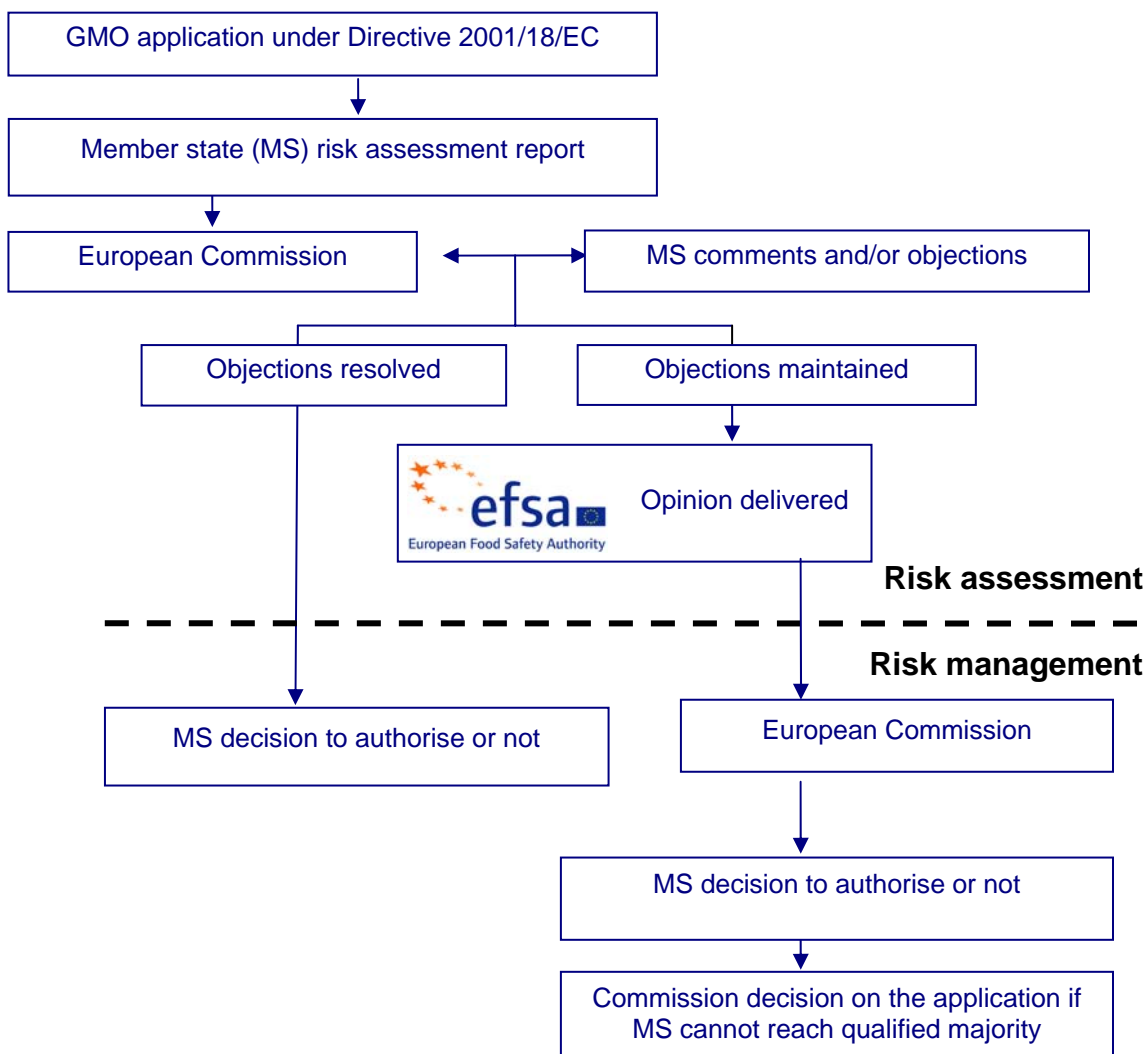 GMO application under Directive 2001/18/EC
Member state (MS) risk assessment report
European Commission
MS comments and/or objections
Objections resolved
Objections maintained
efsa
European Food Safety Authority
Opinion delivered
Risk assessment
Risk management
MS decision to authorise or not
European Commission
MS decision to authorise or not
Commission decision on the application if
MS cannot reach qualified majority